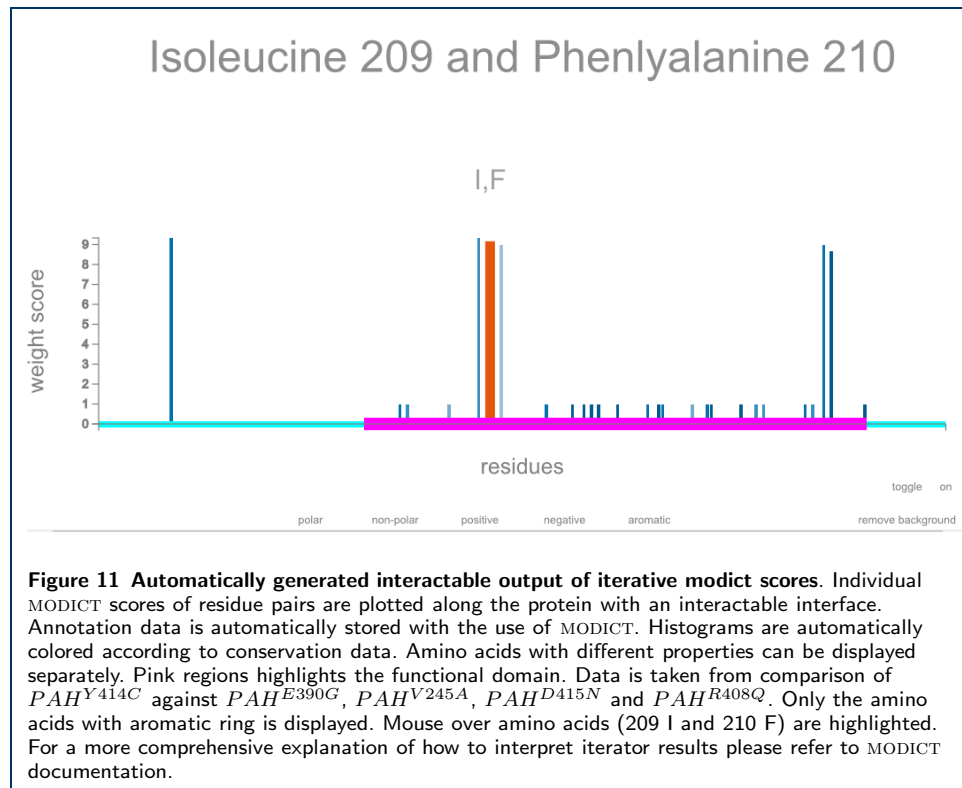 Isoleucine 209 and Phenlyalanine 210
I,F
weight score
9
8
7
6
5
4
3
2
1
0
residues
toggle on
polar non-polar positive negative aromatic remove background
Figure 11 Automatically generated interactable output of iterative modict scores. Individual
MODICT scores of residue pairs are plotted along the protein with an interactable interface.
Annotation data is automatically stored with the use of MODICT. Histograms are automatically
colored according to conservation data. Amino acids with different properties can be displayed
separately. Pink regions highlights the functional domain. Data is taken from comparison of
PAH^Y414C against PAH^E390G, PAH^V245A, PAH^D415N and PAH^R408Q. Only the amino
acids with aromatic ring is displayed. Mouse over amino acids (209 I and 210 F) are highlighted.
For a more comprehensive explanation of how to interpret iterator results please refer to MODICT
documentation.